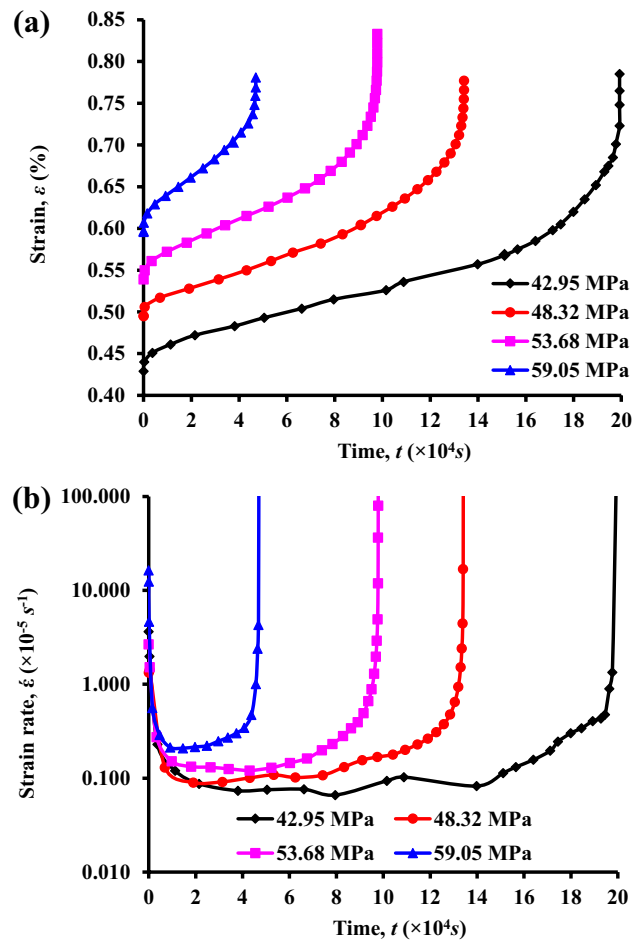 (a)
0.85
0.80
0.75
0.70
0.65
0.60
0.55
0.50
0.45
0.40
Strain, ε (%)
42.95 MPa
48.32 MPa
53.68 MPa
59.05 MPa
0 2 4 6 8 10 12 14 16 18 20
Time, t (×10⁴s)
(b)
100.000
10.000
1.000
0.100
0.010
Strain rate, έ (×10⁻⁵ s⁻¹)
42.95 MPa 48.32 MPa
53.68 MPa 59.05 MPa
0 2 4 6 8 10 12 14 16 18 20
Time, t (×10⁴s)